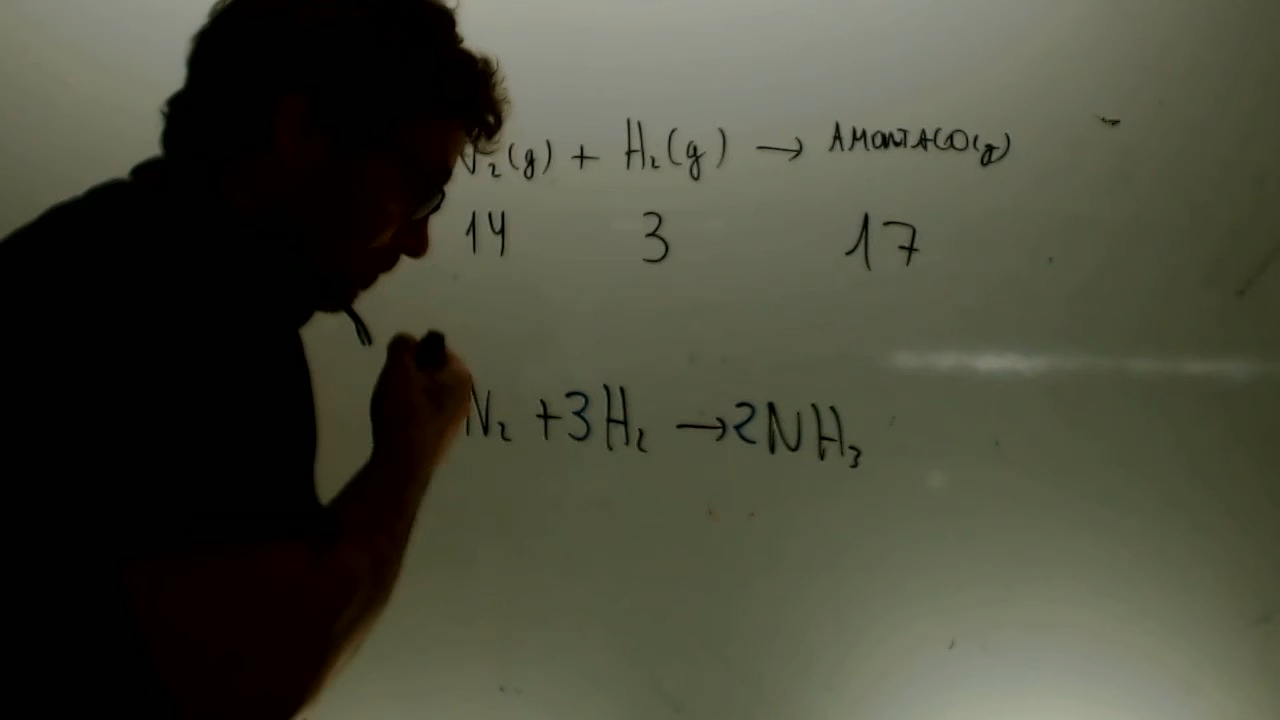 N₂(g) + H₂(g) → AMONIACO(g)
14 3 17
N₂ + 3H₂ → 2NH₃